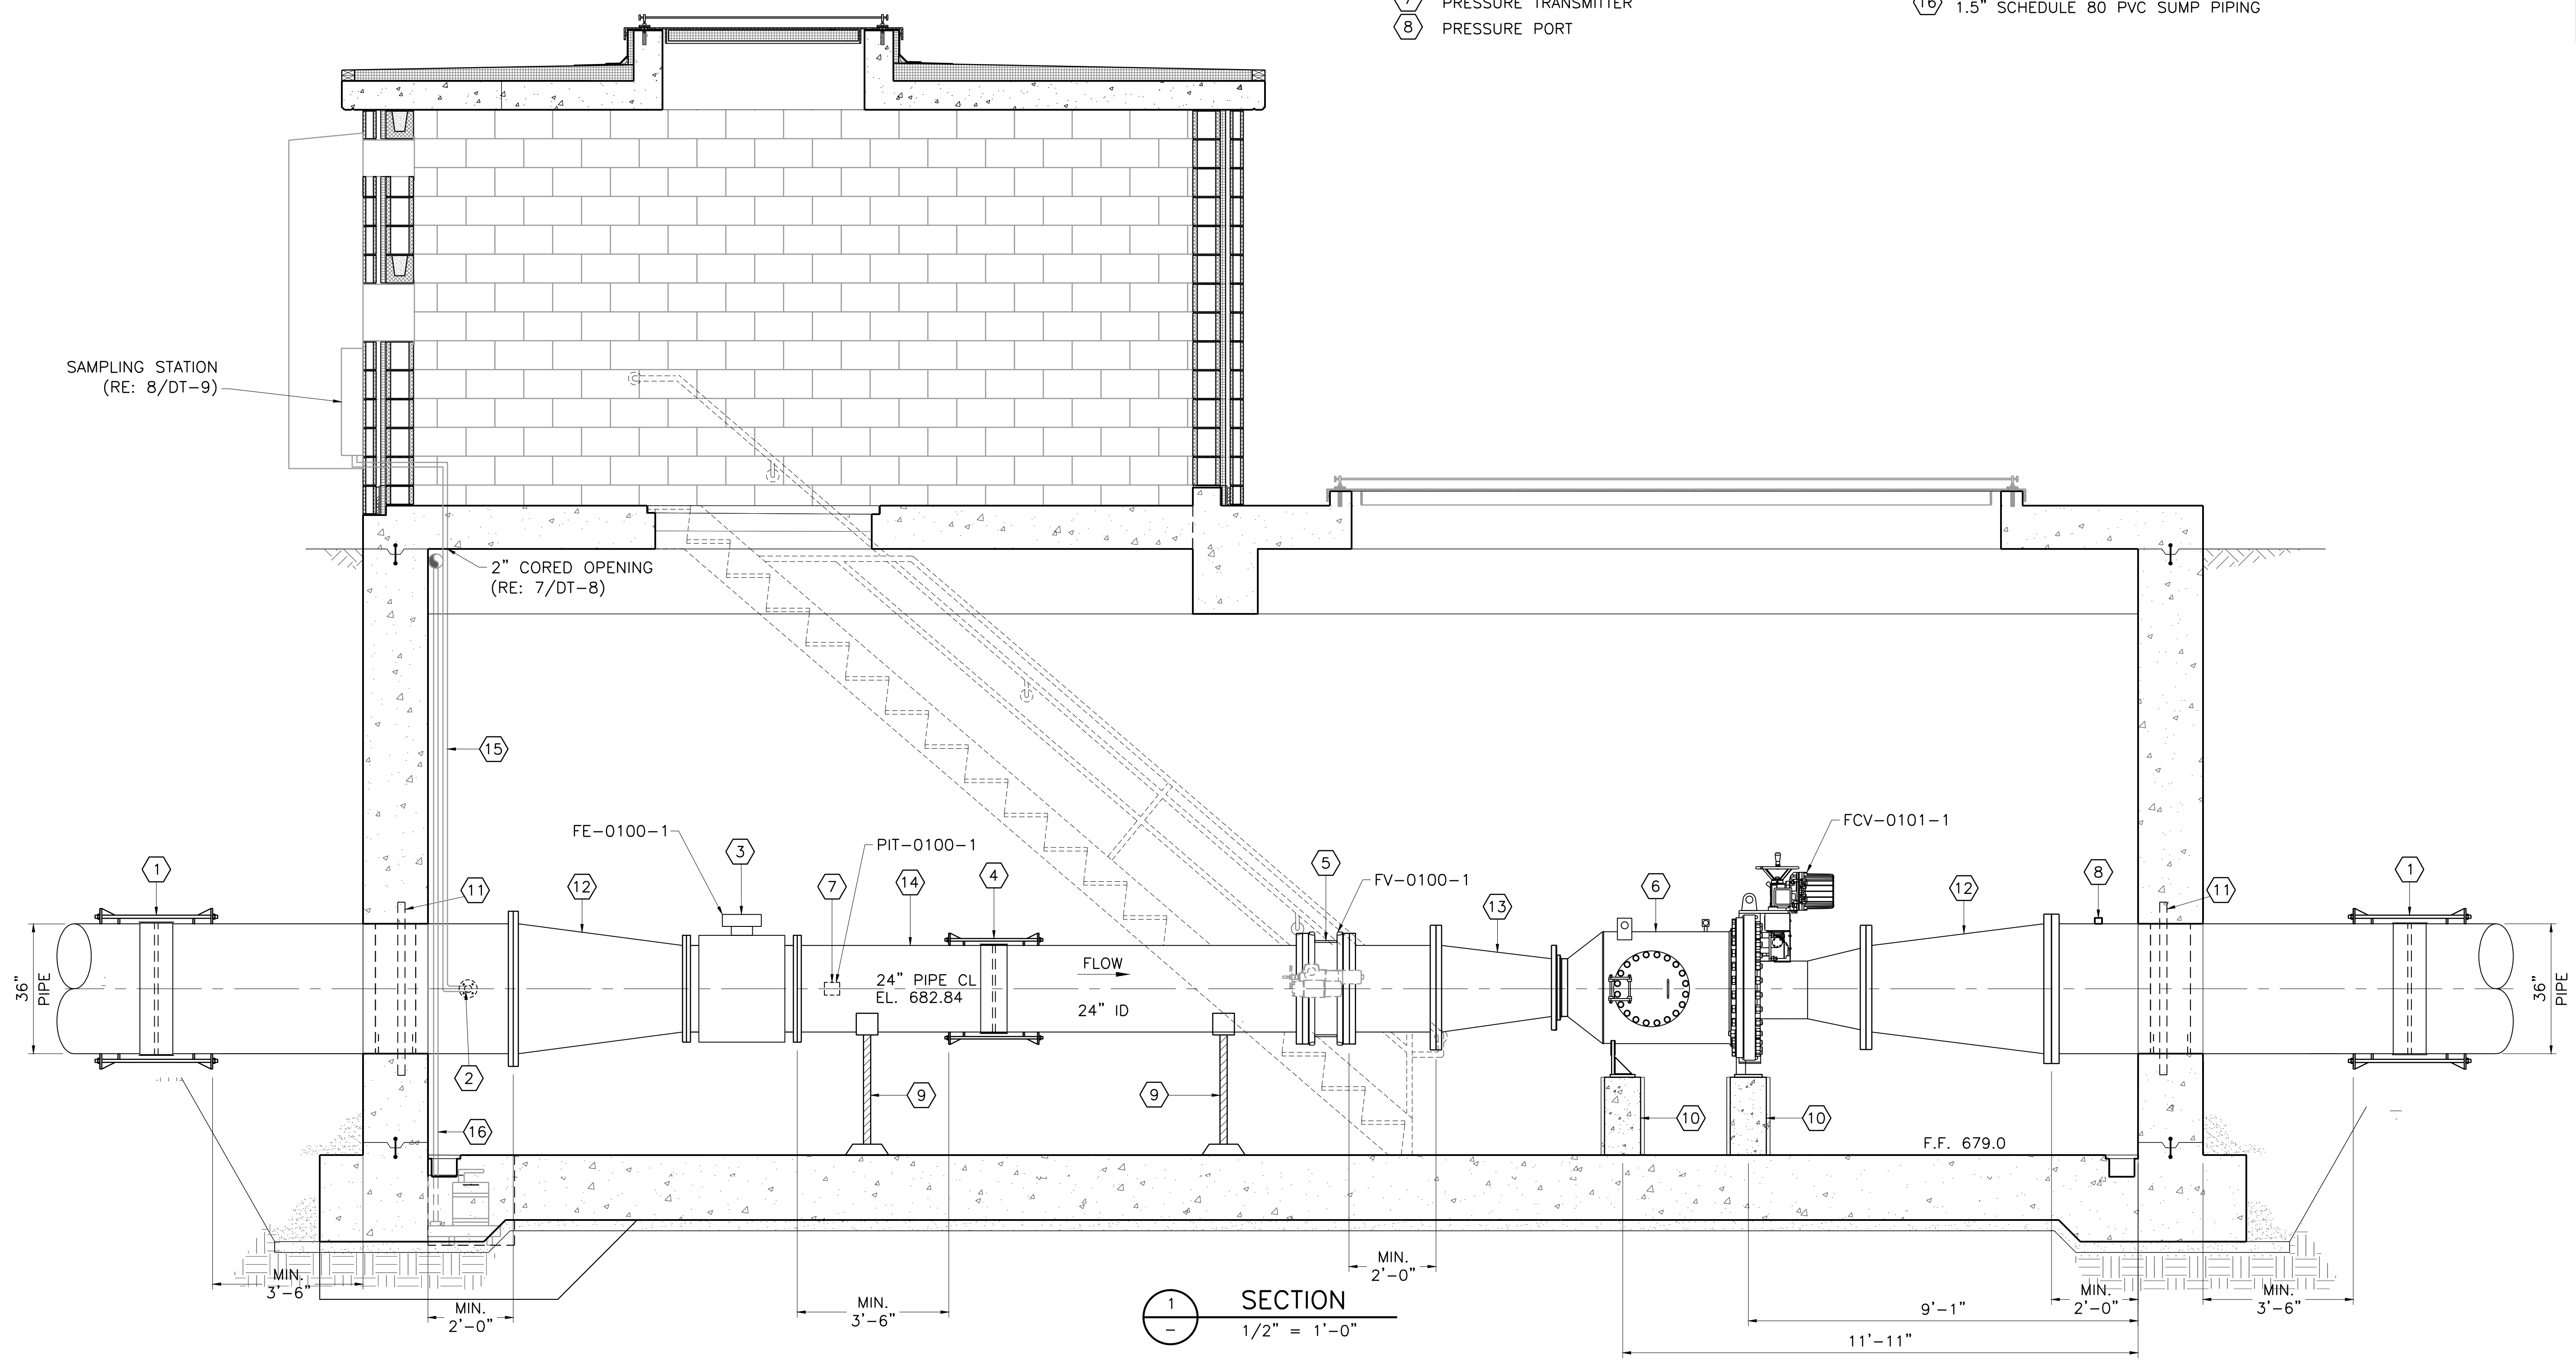 7 PRESSURE TRANSMITTER
8 PRESSURE PORT
16 1.5" SCHEDULE 80 PVC SUMP PIPING
SAMPLING STATION
(RE: 8/DT-9)
2" CORED OPENING
(RE: 7/DT-8)
15
FE-0100-1
3
PIT-0100-1
FCV-0101-1
1
11
12
7
14
4
5
FV-0100-1
13
6
12
8
11
1
36"
PIPE
24" PIPE CL
EL. 682.84
FLOW
24" ID
36"
PIPE
2
9
9
10
10
16
F.F. 679.0
MIN.
3'-6"
MIN.
2'-0"
MIN.
3'-6"
MIN.
2'-0"
MIN.
2'-0"
MIN.
3'-6"
9'-1"
11'-11"
1
–
SECTION
1/2" = 1'-0"